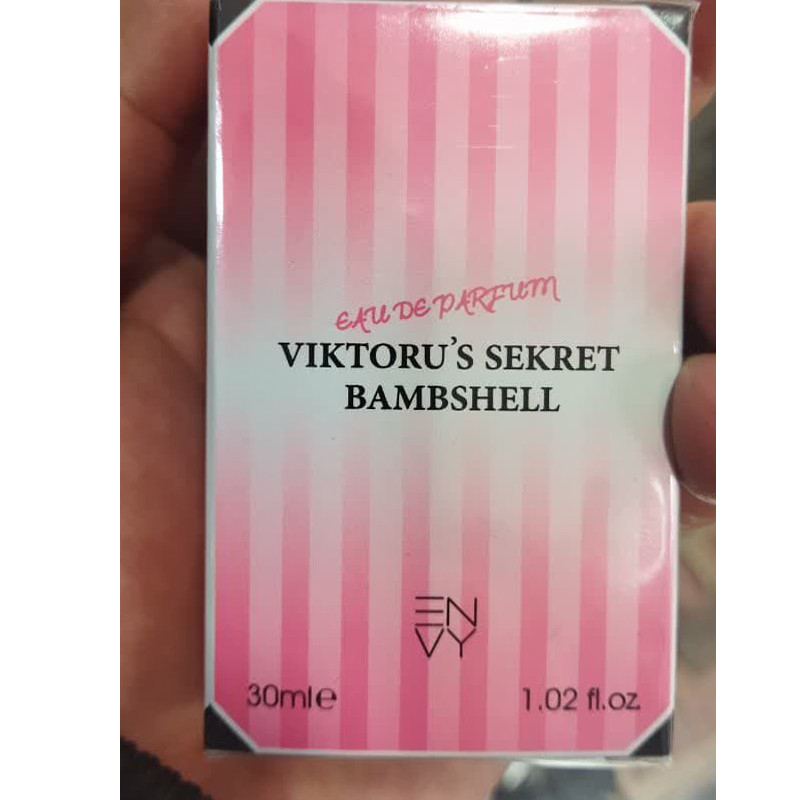 EAU DE PARFUM
VIKTORU'S SEKRET
BAMBSHELL
EN
VY
30ml℮ 1.02 fl.oz.